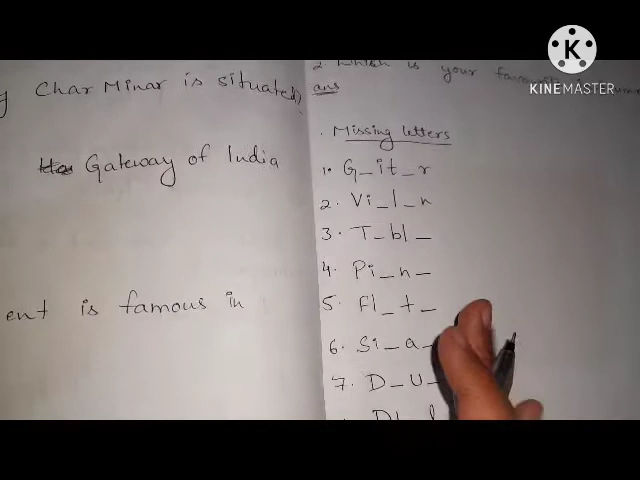 Char Minar is situated?
Gateway of India
ent is famous in
2. Which is your favourite
ans
Missing letters
1. G_it_r
2. Vi_l_n
3. T_bl_
4. Pi_n_
5. Fl_t_
6. Si_a_
7. D_u_
K
KINEMASTER